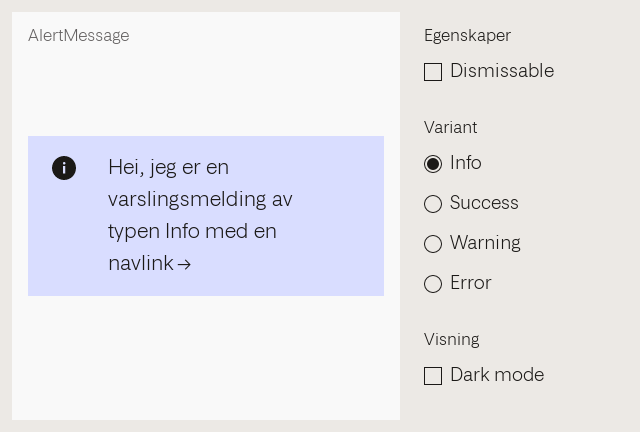 AlertMessage
Hei, jeg er en
varslingsmelding av
typen Info med en
navlink →
Egenskaper
Dismissable
Variant
Info
Success
Warning
Error
Visning
Dark mode